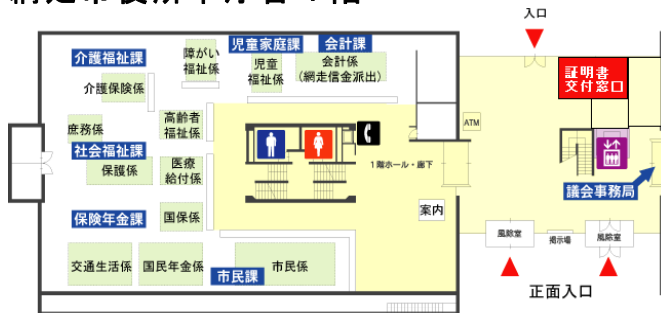 網走市役所本庁舎1階
入口
児童家庭課
会計課
介護福祉課
障がい
福祉係
児童
福祉係
会計係
(網走信金派出)
証明書
交付窓口
介護保険係
高齢者
福祉係
庶務係
ATM
社会福祉課
保護係
医療
給付係
1階ホール・廊下
議会事務局
保険年金課
国保係
案内
風除室
掲示場
風除室
交通生活係
国民年金係
市民課
市民係
正面入口